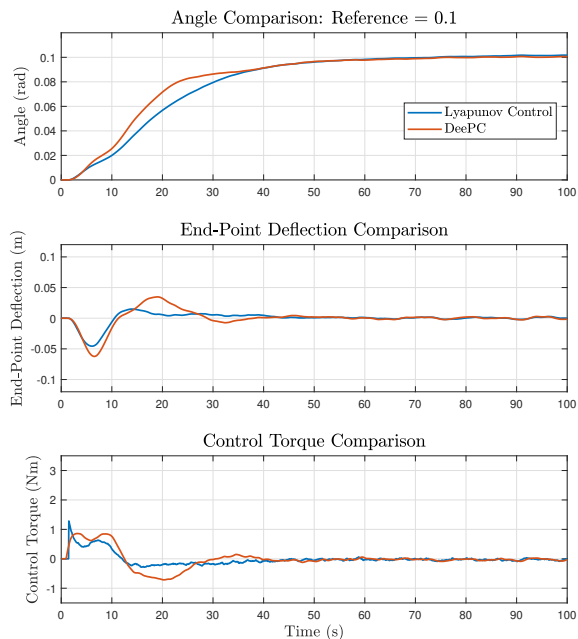 Angle Comparison: Reference = 0.1
Angle (rad)
0.1
0.08
0.06
0.04
0.02
0
Lyapunov Control
DeePC
0 10 20 30 40 50 60 70 80 90 100
End-Point Deflection Comparison
End-Point Deflection (m)
0.1
0.05
0
-0.05
-0.1
0 10 20 30 40 50 60 70 80 90 100
Control Torque Comparison
Control Torque (Nm)
3
2
1
0
-1
0 10 20 30 40 50 60 70 80 90 100
Time (s)